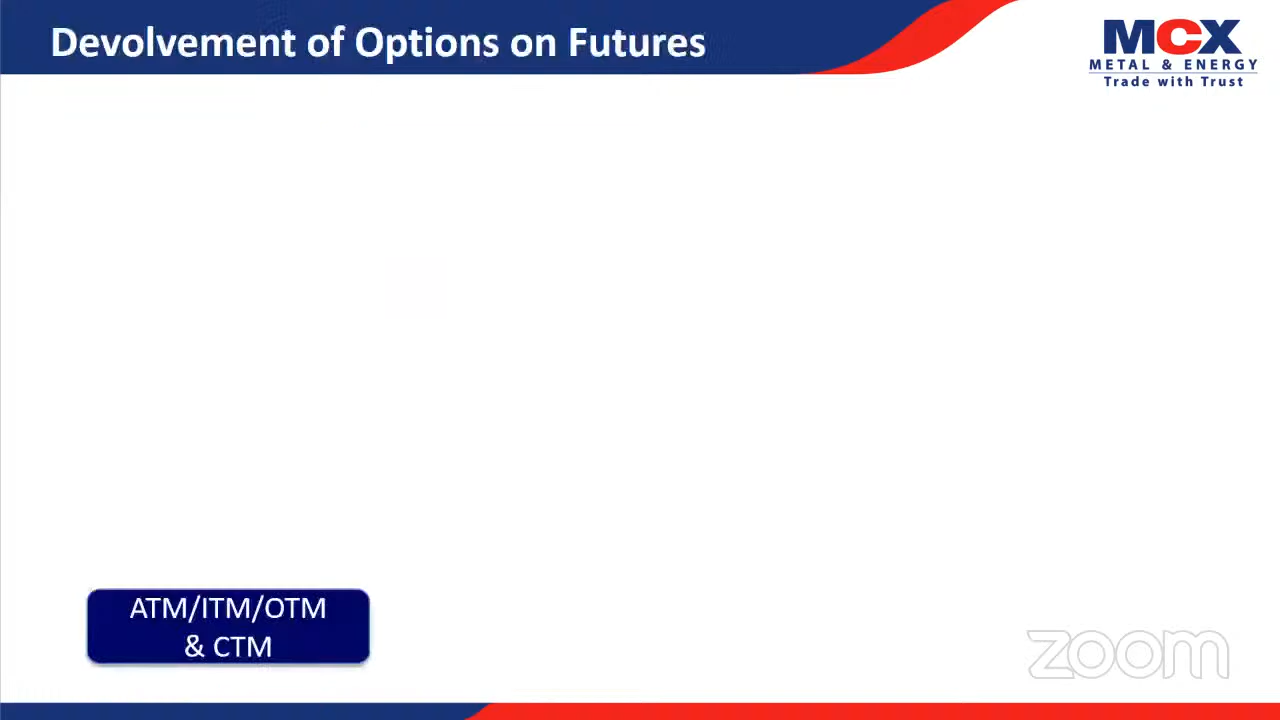 Devolvement of Options on Futures
MCX
METAL & ENERGY
Trade with Trust
ATM/ITM/OTM
& CTM
zoom